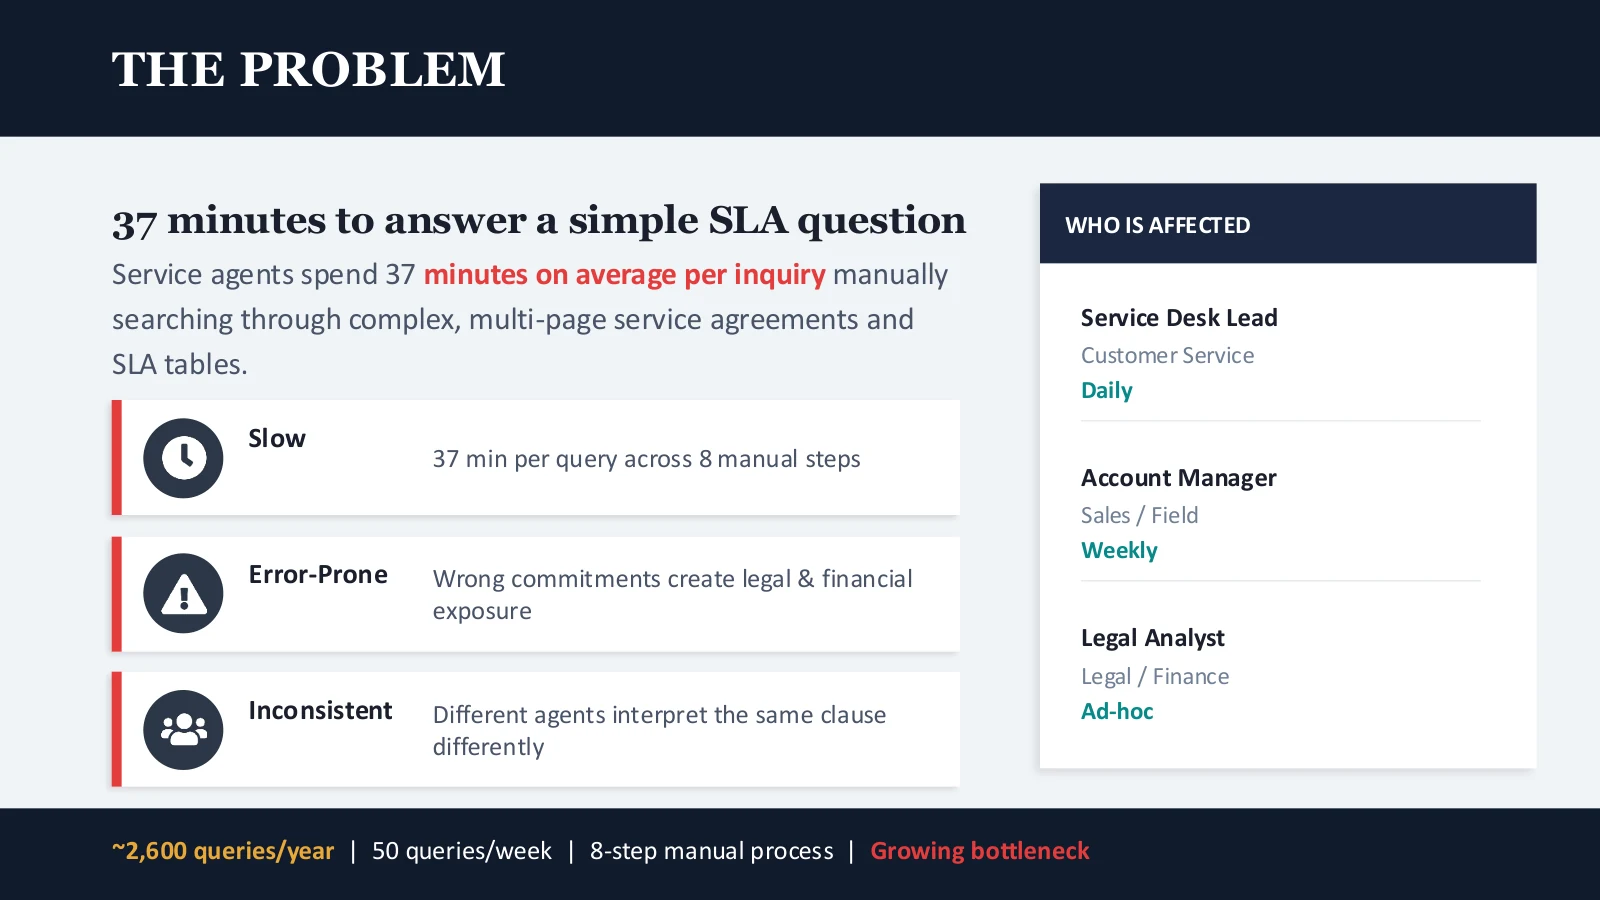 THE PROBLEM
37 minutes to answer a simple SLA question
Service agents spend 37 minutes on average per inquiry manually
searching through complex, multi-page service agreements and
SLA tables.
Slow
37 min per query across 8 manual steps
Error-Prone
Wrong commitments create legal & financial
exposure
Inconsistent
Different agents interpret the same clause
differently
WHO IS AFFECTED
Service Desk Lead
Customer Service
Daily
Account Manager
Sales / Field
Weekly
Legal Analyst
Legal / Finance
Ad-hoc
~2,600 queries/year | 50 queries/week | 8-step manual process | Growing bottleneck